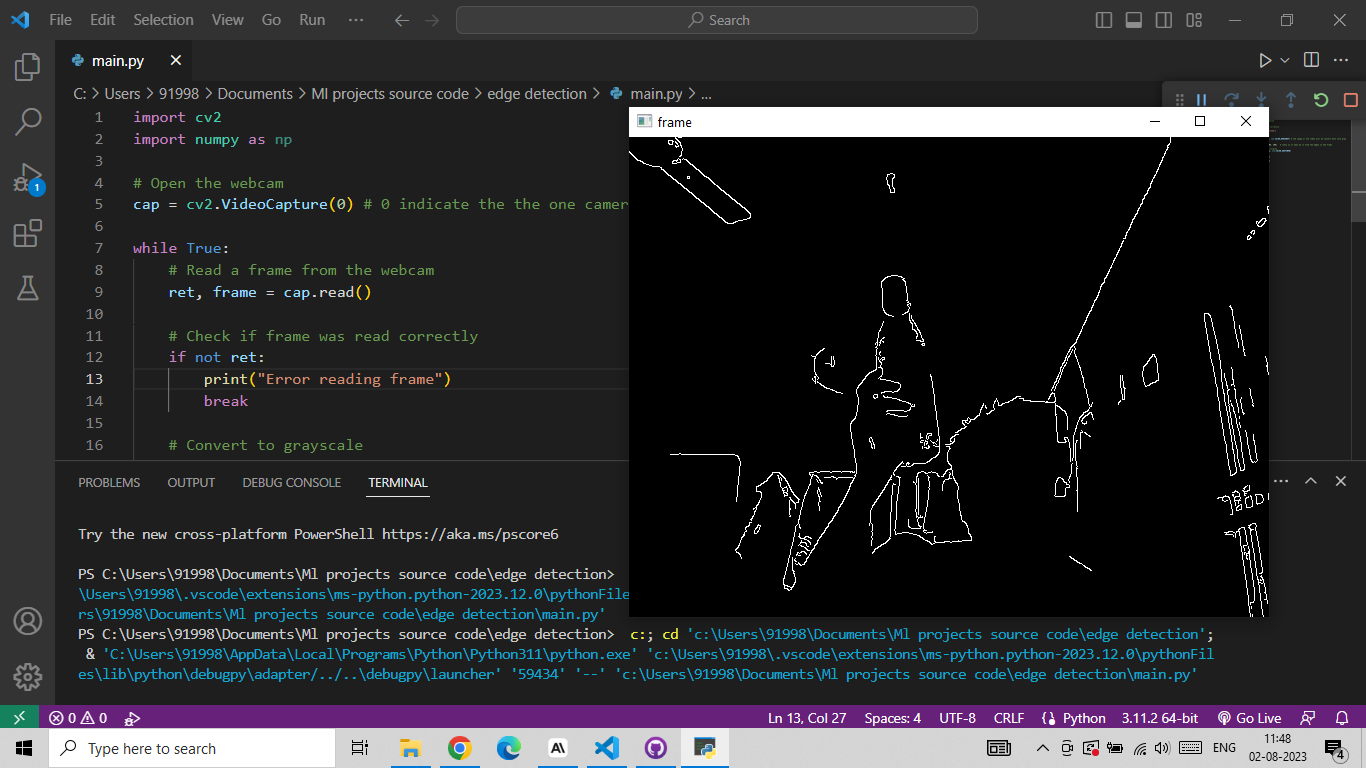 File Edit Selection View Go Run ··· Search
main.py
C: > Users > 91998 > Documents > Ml projects source code > edge detection > main.py > ...
frame
1 import cv2
2 import numpy as np
3
4 # Open the webcam
5 cap = cv2.VideoCapture(0) # 0 indicate the the one camer
6
7 while True:
8 # Read a frame from the webcam
9 ret, frame = cap.read()
10
11 # Check if frame was read correctly
12 if not ret:
13 print("Error reading frame")
14 break
15
16 # Convert to grayscale
1
PROBLEMS OUTPUT DEBUG CONSOLE TERMINAL
Try the new cross-platform PowerShell https://aka.ms/pscore6
PS C:\Users\91998\Documents\Ml projects source code\edge detection>
\Users\91998\.vscode\extensions\ms-python.python-2023.12.0\pythonFile
rs\91998\Documents\Ml projects source code\edge detection\main.py'
PS C:\Users\91998\Documents\Ml projects source code\edge detection> c:; cd 'c:\Users\91998\Documents\Ml projects source code\edge detection';
& 'C:\Users\91998\AppData\Local\Programs\Python\Python311\python.exe' 'c:\Users\91998\.vscode\extensions\ms-python.python-2023.12.0\pythonFil
es\lib\python\debugpy\adapter/../..\debugpy\launcher' '59434' '--' 'c:\Users\91998\Documents\Ml projects source code\edge detection\main.py'
0 0 Ln 13, Col 27 Spaces: 4 UTF-8 CRLF Python 3.11.2 64-bit Go Live
Type here to search A\ ENG 11:48
02-08-2023 4